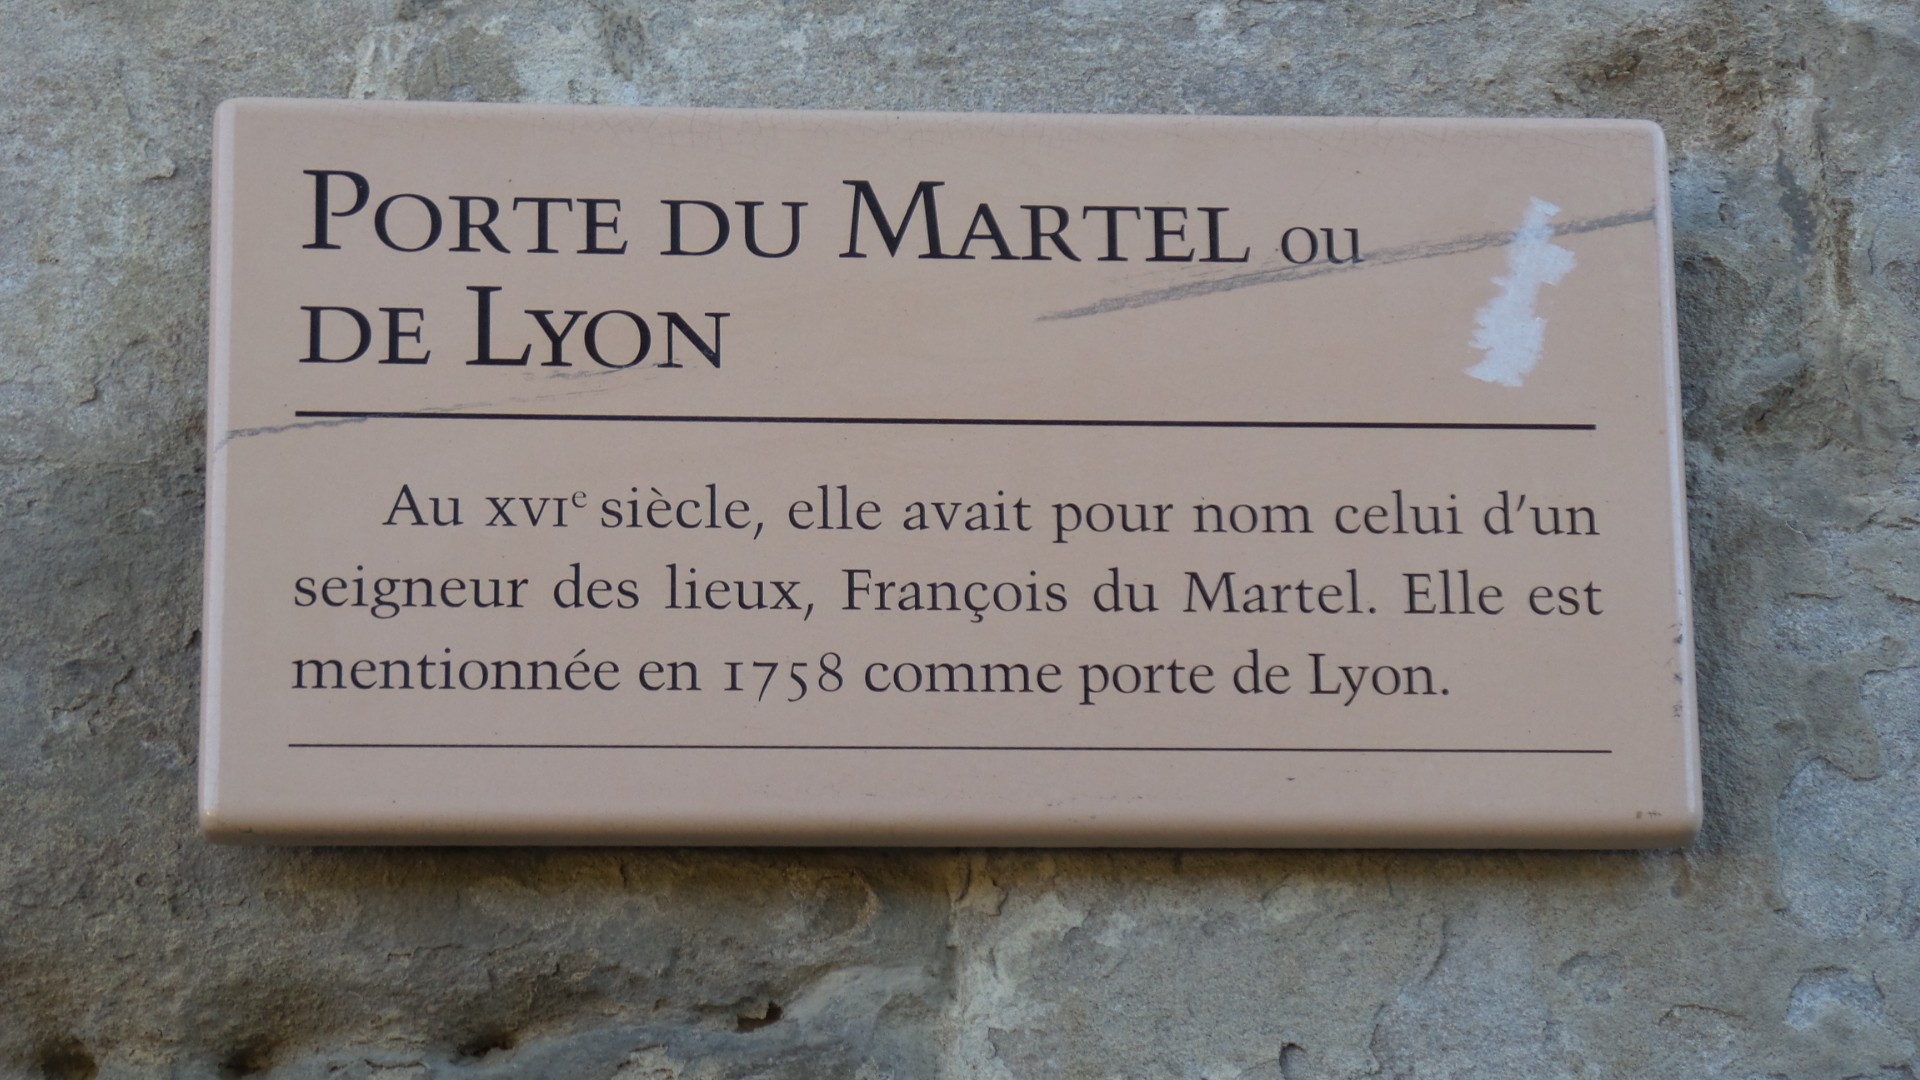 Porte du Martel ou
de Lyon
Au XVIe siècle, elle avait pour nom celui d'un
seigneur des lieux, François du Martel. Elle est
mentionnée en 1758 comme porte de Lyon.